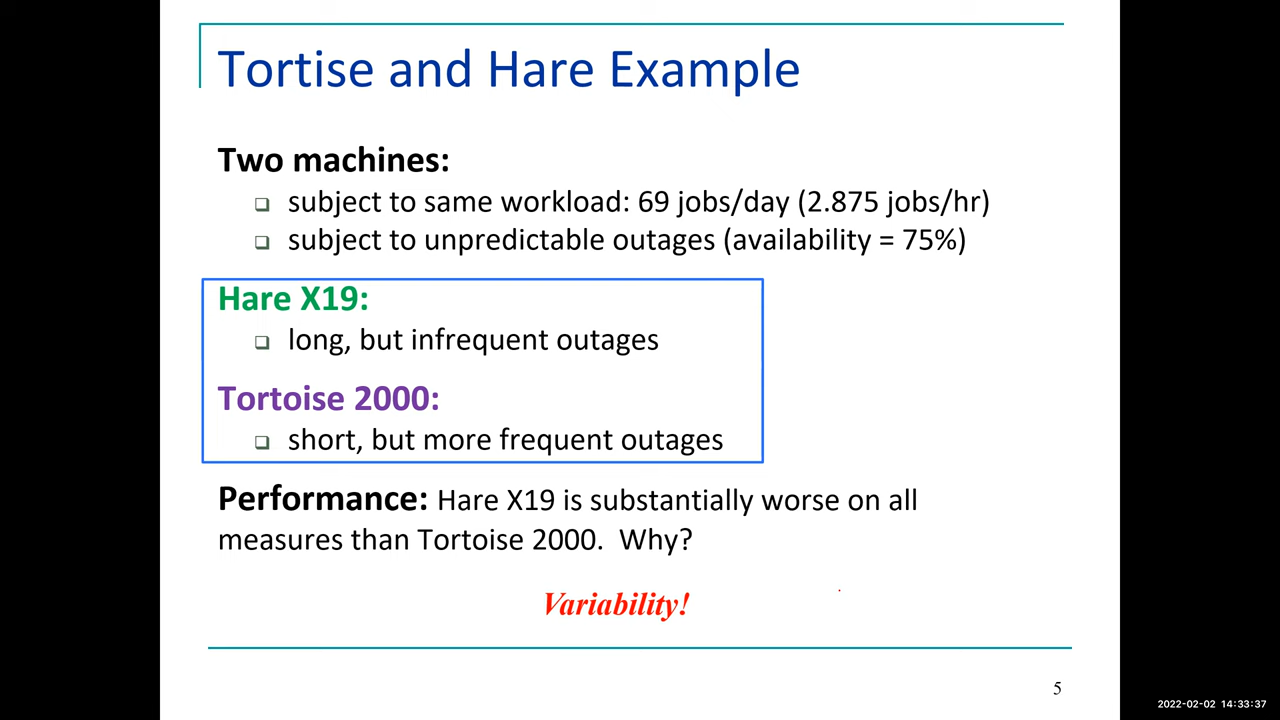 Tortise and Hare Example
Two machines:
❑ subject to same workload: 69 jobs/day (2.875 jobs/hr)
❑ subject to unpredictable outages (availability = 75%)
Hare X19:
❑ long, but infrequent outages
Tortoise 2000:
❑ short, but more frequent outages
Performance: Hare X19 is substantially worse on all
measures than Tortoise 2000. Why?
Variability!
5
2022-02-02 14:33:37